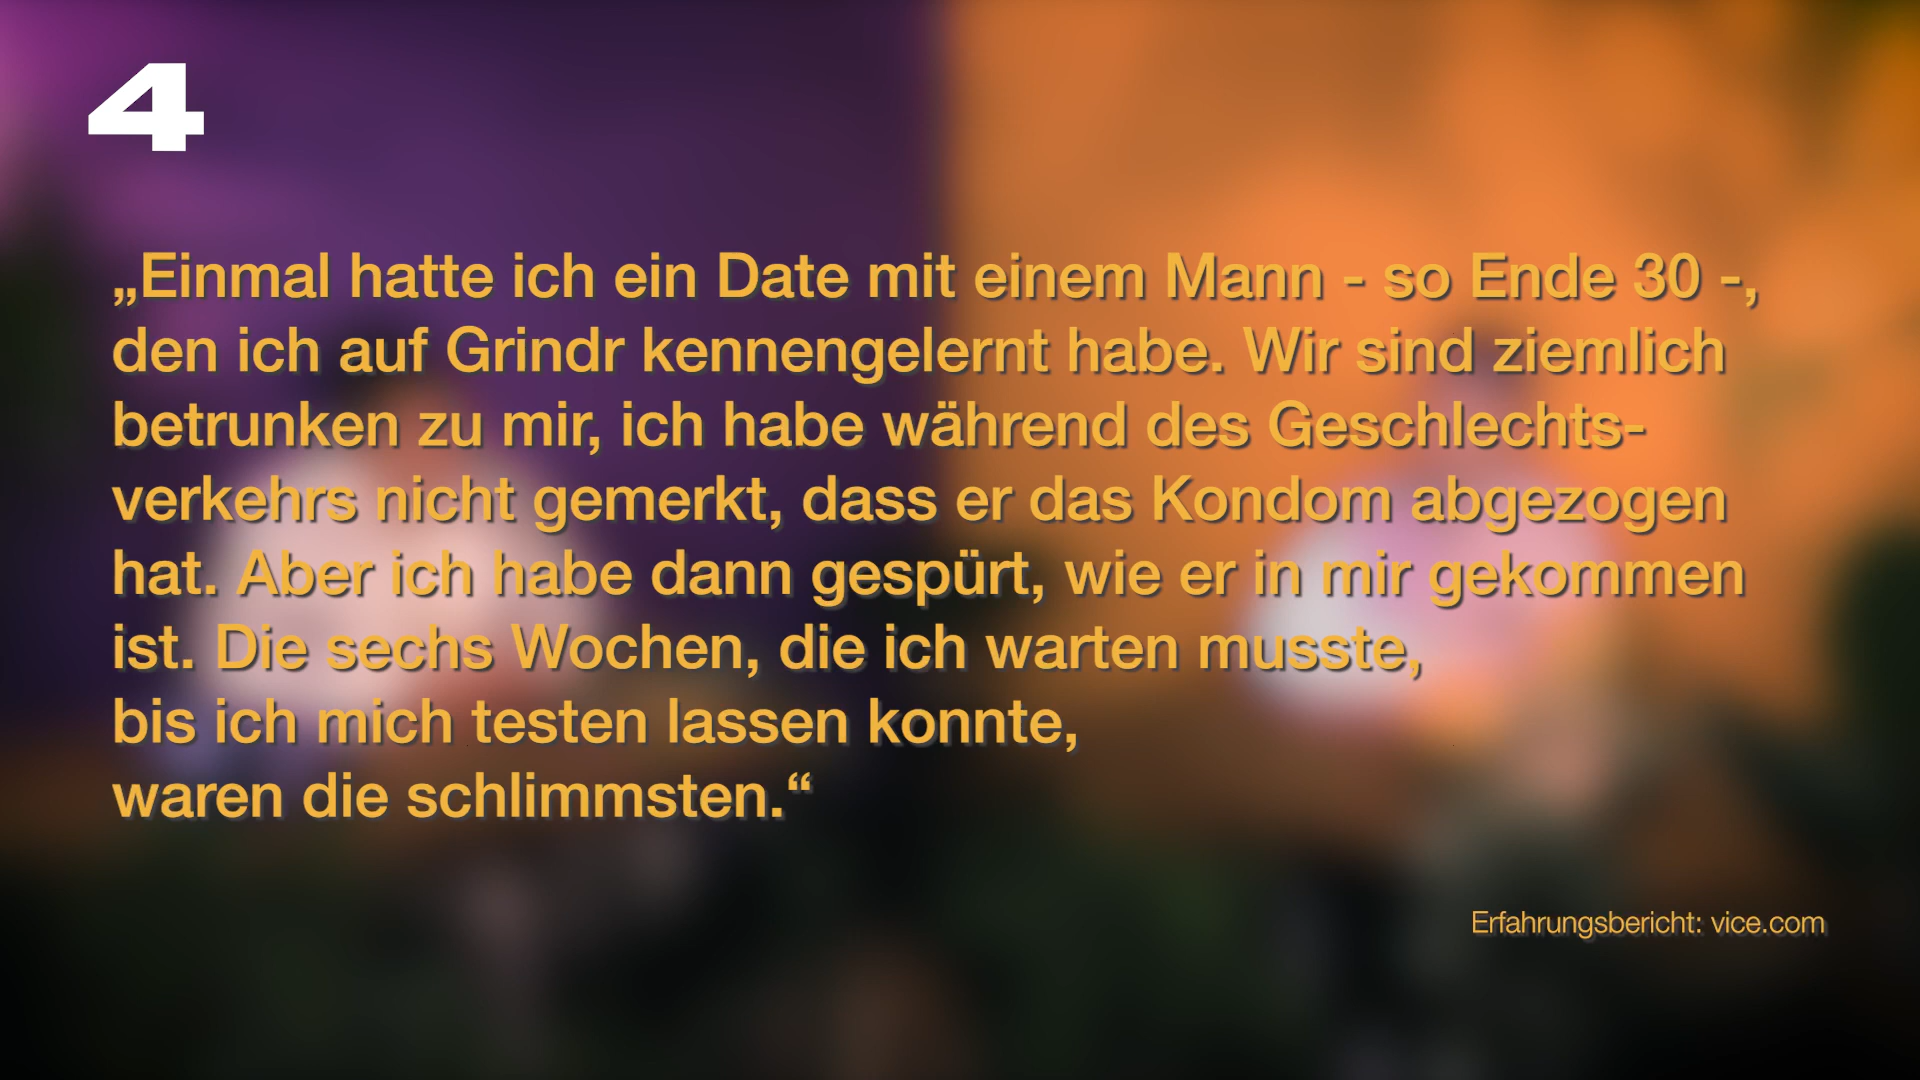 4
„Einmal hatte ich ein Date mit einem Mann - so Ende 30 -,
den ich auf Grindr kennengelernt habe. Wir sind ziemlich
betrunken zu mir, ich habe während des Geschlechts-
verkehrs nicht gemerkt, dass er das Kondom abgezogen
hat. Aber ich habe dann gespürt, wie er in mir gekommen
ist. Die sechs Wochen, die ich warten musste,
bis ich mich testen lassen konnte,
waren die schlimmsten.“
Erfahrungsbericht: vice.com